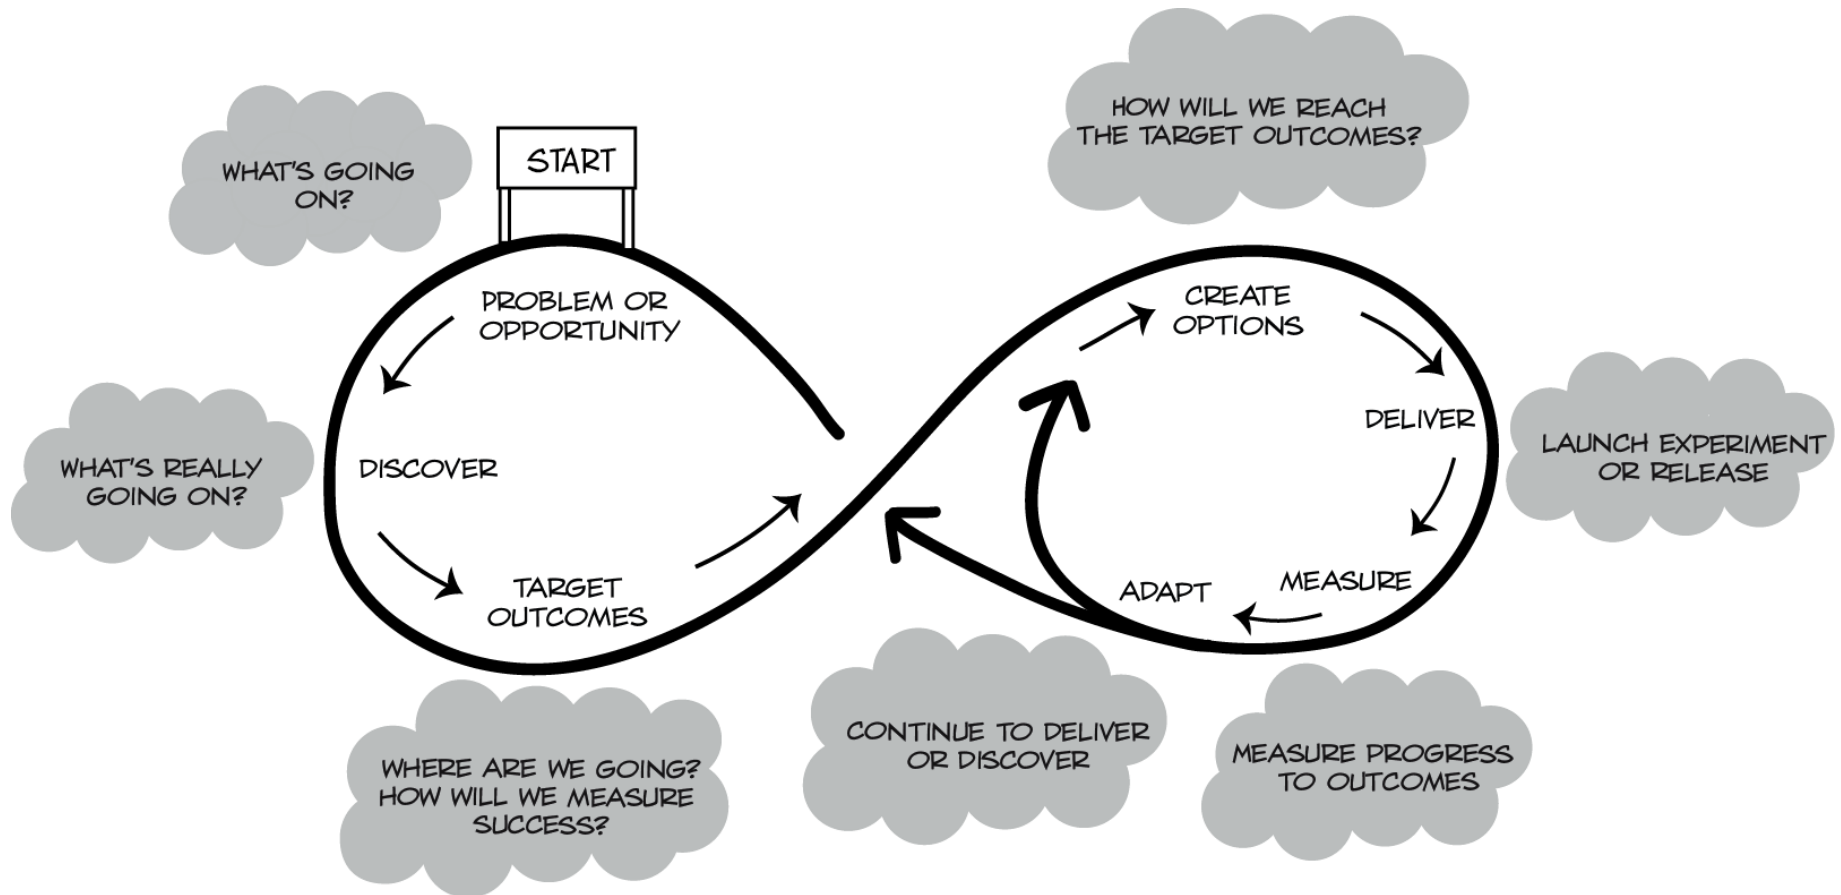 START
WHAT'S GOING
ON?
PROBLEM OR
OPPORTUNITY
WHAT'S REALLY
GOING ON?
DISCOVER
TARGET
OUTCOMES
WHERE ARE WE GOING?
HOW WILL WE MEASURE
SUCCESS?
HOW WILL WE REACH
THE TARGET OUTCOMES?
CREATE
OPTIONS
DELIVER
LAUNCH EXPERIMENT
OR RELEASE
MEASURE
MEASURE PROGRESS
TO OUTCOMES
ADAPT
CONTINUE TO DELIVER
OR DISCOVER